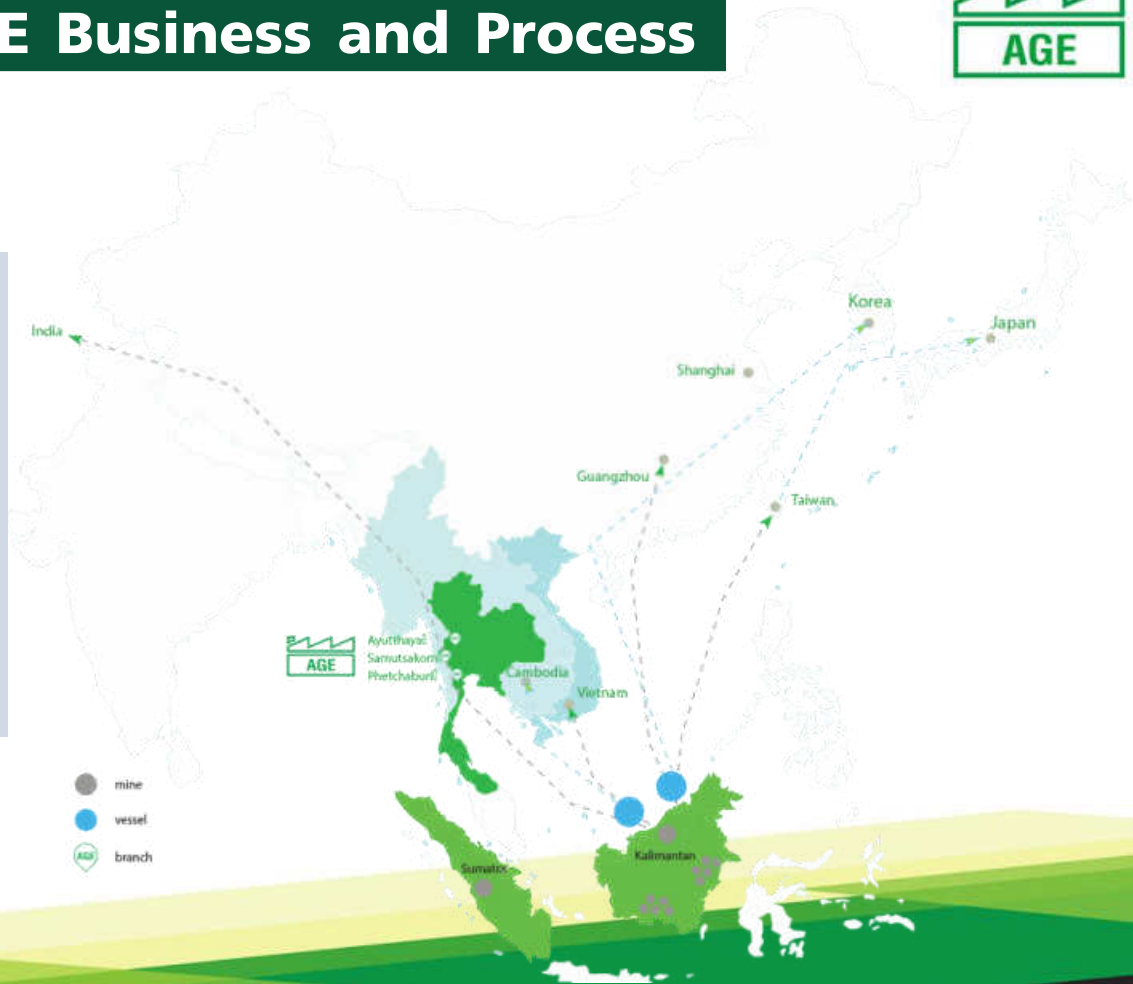 E Business and Process
AGE
Korea
Japan
India
Shanghai
Guangzhou
Taiwan
AGE
Ayutthaya
Samutsakorn
Phetchaburi
Cambodia
Vietnam
mine
vessel
AGE
branch
Kalimantan